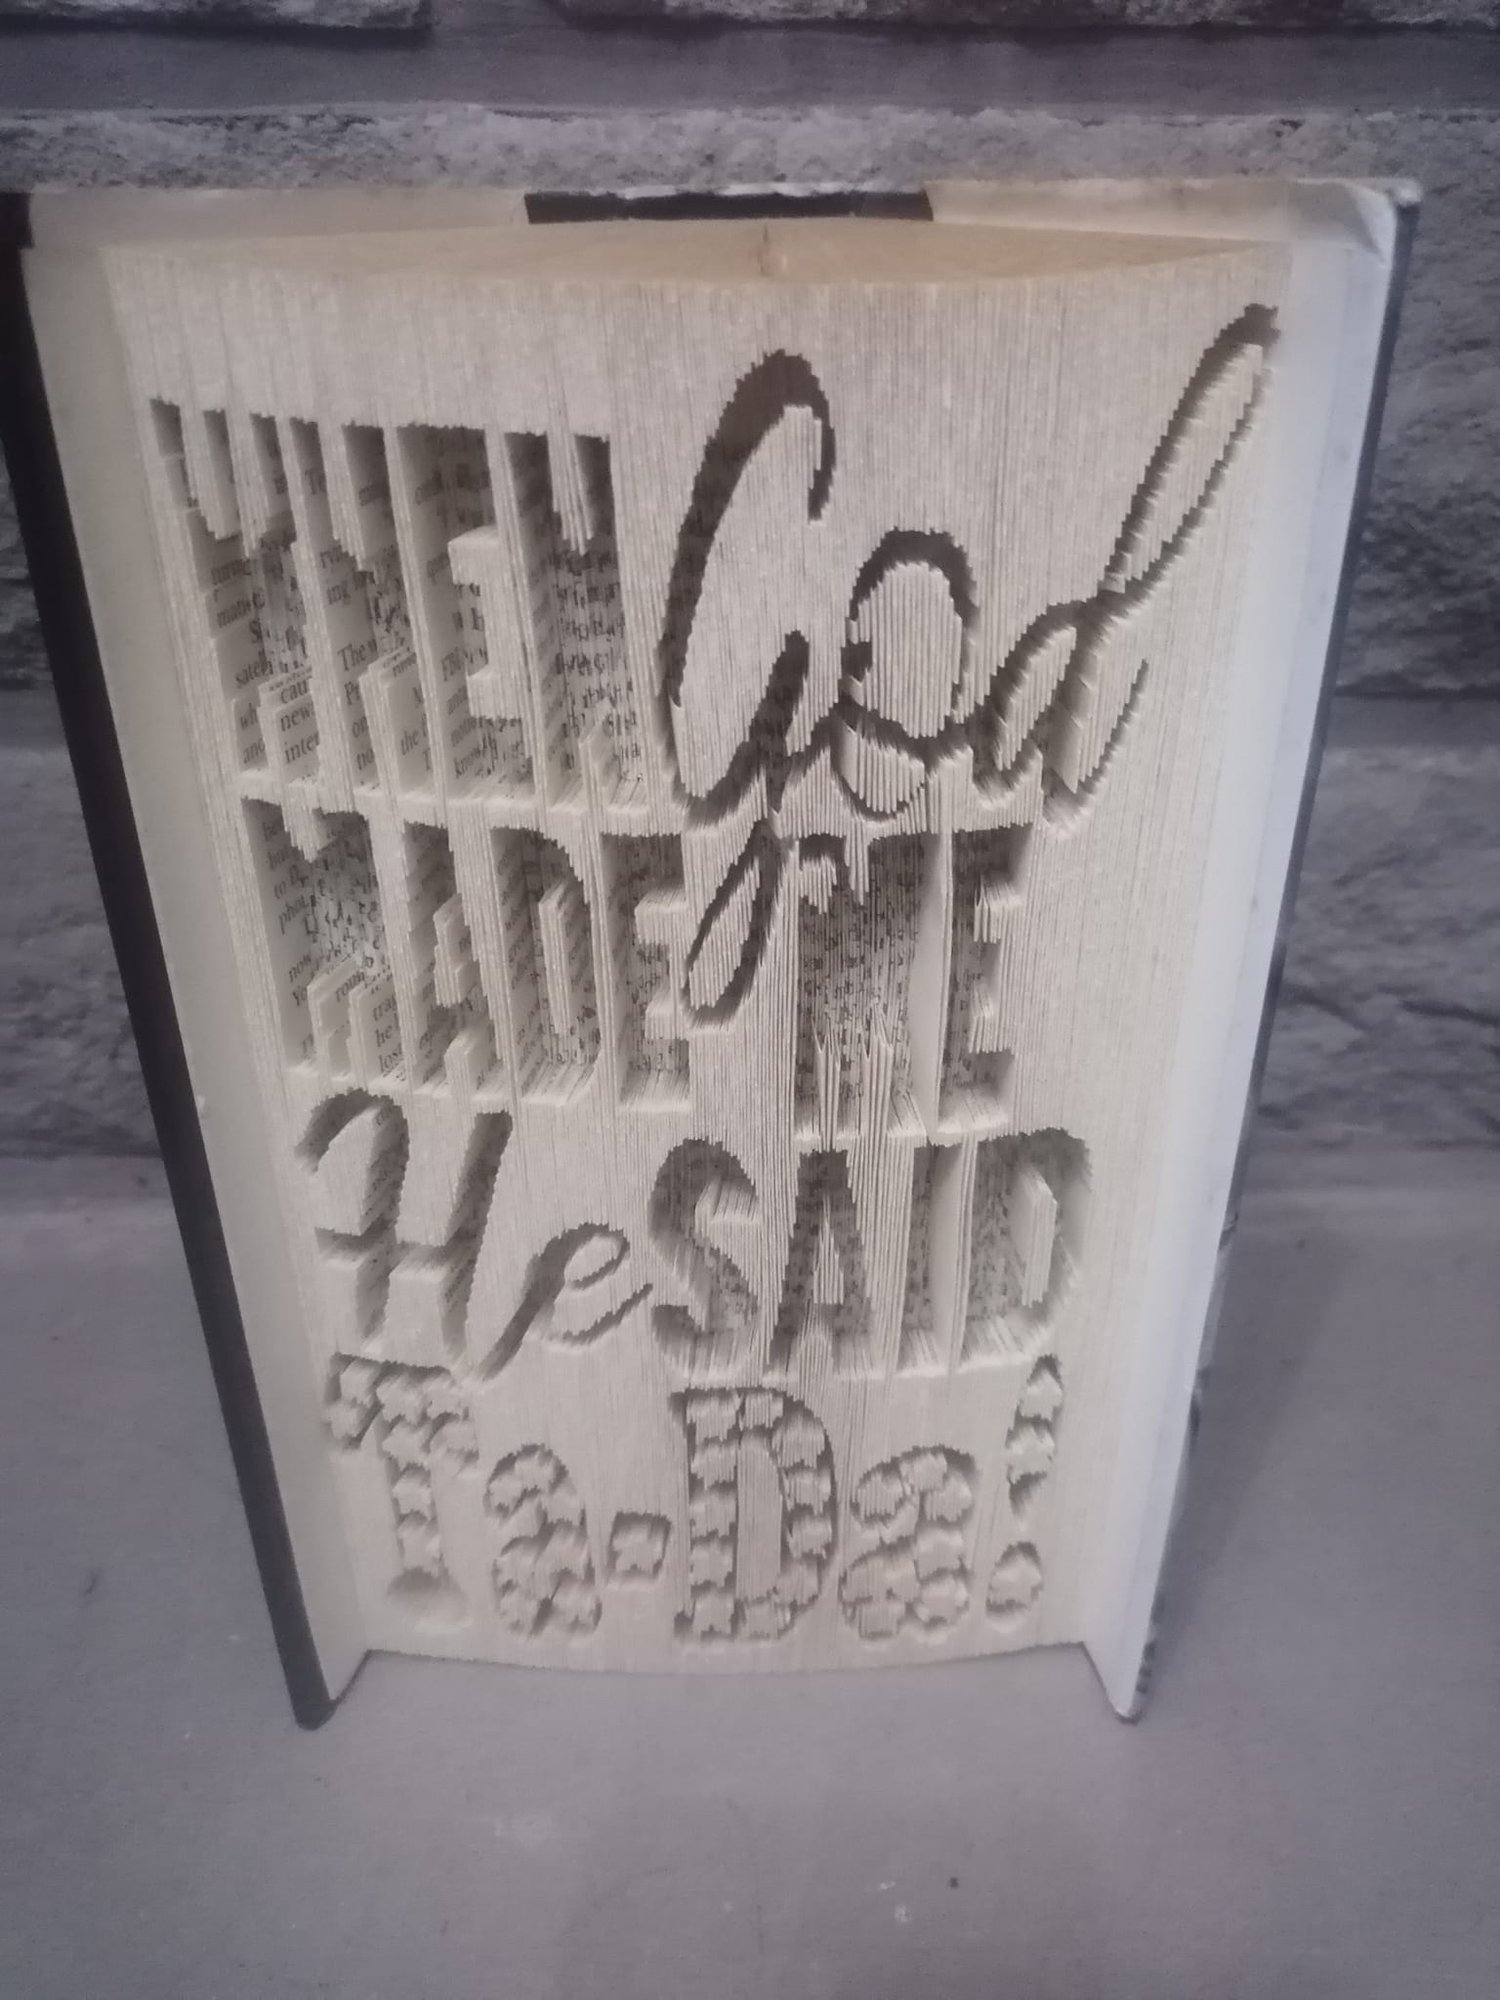 WHEN God
MADE ME
He SAID
Ta-Da!